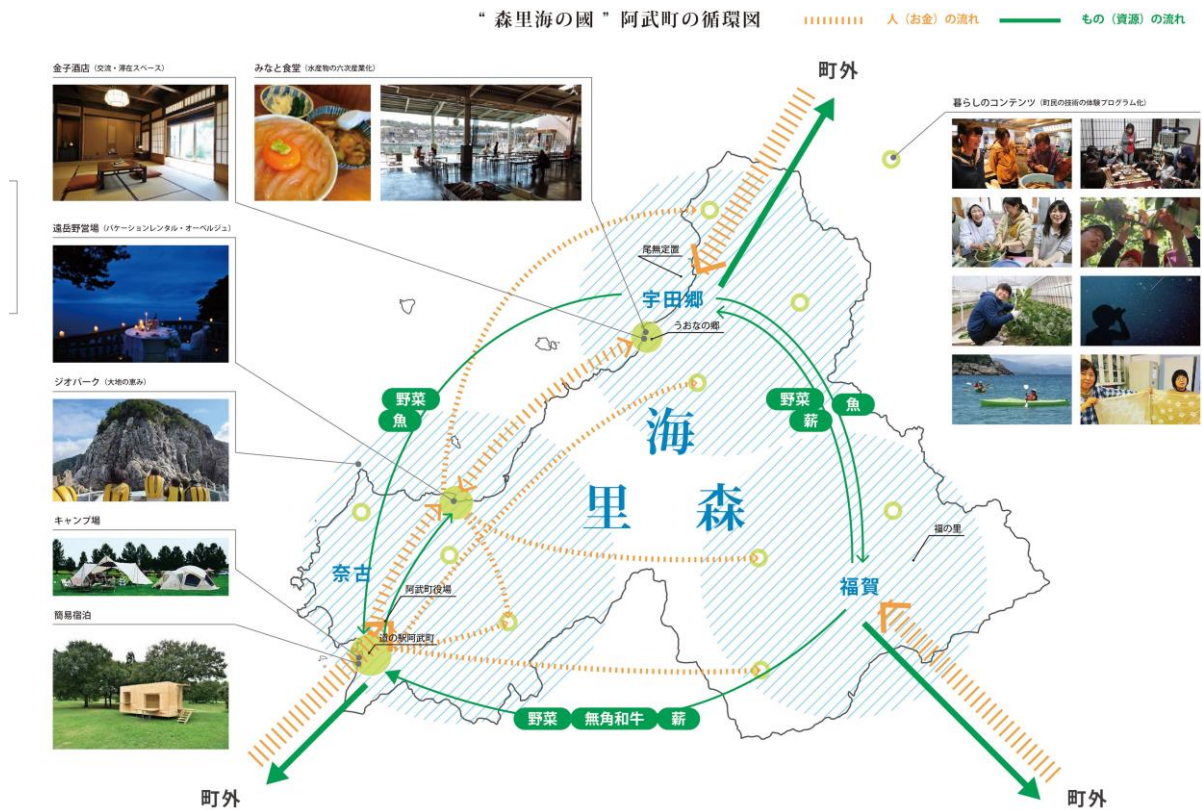 “ 森里海の國 ” 阿武町の循環図
人（お金）の流れ
もの（資源）の流れ
金子酒店（交流・滞在スペース）
みなと食堂（水産物の六次産業化）
町外
暮らしのコンテンツ（町民の技術の体験プログラム化）
遠岳野営場（バケーションレンタル・オーベルジュ）
尾無定置
宇田郷
うおなの郷
ジオパーク（大地の恵み）
野菜
魚
野菜
薪
魚
海
里 森
キャンプ場
福の里
奈古
阿武町役場
福賀
簡易宿泊
道の駅阿武町
野菜 無角和牛 薪
町外
町外